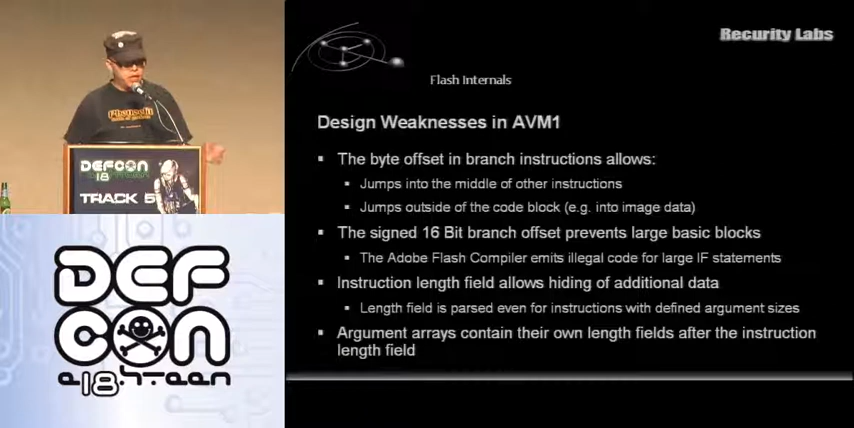 Recurity Labs
Flash Internals
Design Weaknesses in AVM1
The byte offset in branch instructions allows:
Jumps into the middle of other instructions
Jumps outside of the code block (e.g. into image data)
The signed 16 Bit branch offset prevents large basic blocks
The Adobe Flash Compiler emits illegal code for large IF statements
Instruction length field allows hiding of additional data
Length field is parsed even for instructions with defined argument sizes
Argument arrays contain their own length fields after the instruction
length field
DEFCON
18
TRACK 5
DEF
CON
e18hteen